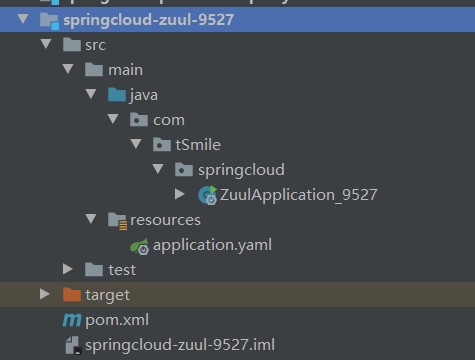 springcloud-zuul-9527
src
main
java
com
tSmile
springcloud
ZuulApplication_9527
resources
application.yaml
test
target
pom.xml
springcloud-zuul-9527.iml